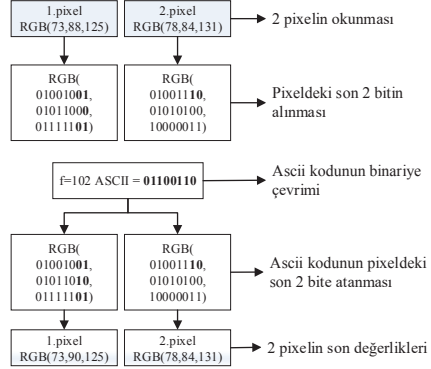 1.pixel
RGB(73,88,125)
2.pixel
RGB(78,84,131)
2 pixelin okunması
RGB(
01001001,
01011000,
01111101)
RGB(
01001110,
01010100,
10000011)
Pixeldeki son 2 bitin
alınması
f=102 ASCII = 01100110
Ascii kodunun binariye
çevrimi
RGB(
01001001,
01011010,
01111101)
RGB(
01001110,
01010100,
10000011)
Ascii kodunun pixeldeki
son 2 bite atanması
1.pixel
RGB(73,90,125)
2.pixel
RGB(78,84,131)
2 pixelin son değerlikleri